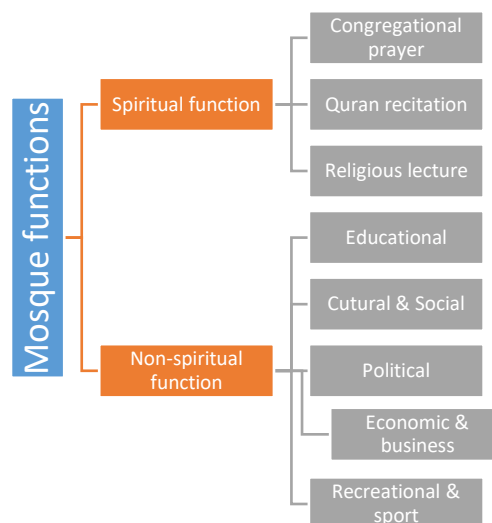 Mosque functions
Spiritual function
Congregational
prayer
Quran recitation
Religious lecture
Non-spiritual
function
Educational
Cutural & Social
Political
Economic &
business
Recreational &
sport